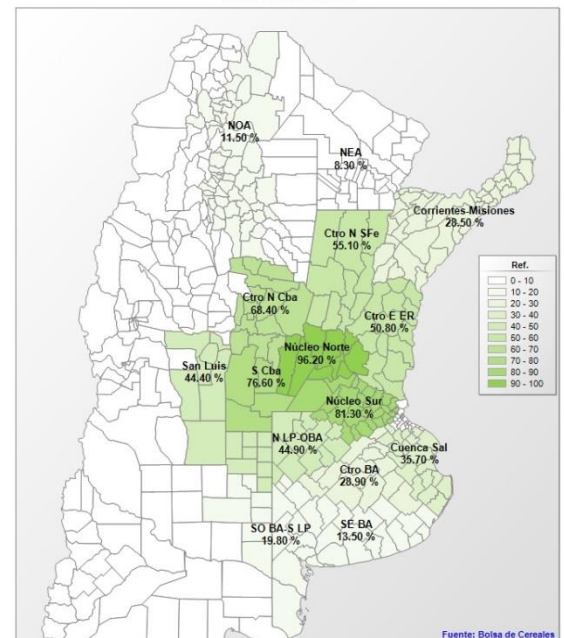 NOA
11.50 %
NEA
8.30 %
Corrientes-Misiones
28.50 %
Ctro N SFe
55.10 %
Ref.
0 - 10
10 - 20
20 - 30
30 - 40
40 - 50
50 - 60
60 - 70
70 - 80
80 - 90
90 - 100
Ctro N Cba
68.40 %
Ctro E ER
50.80 %
Núcleo Norte
96.20 %
San Luis
44.40 %
S Cba
76.60 %
Núcleo Sur
81.30 %
N LP-OBA
44.90 %
Cuenca Sal
35.70 %
Ctro BA
28.90 %
SO BA-S LP
19.80 %
SE BA
13.50 %
Fuente: Bolsa de Cereales